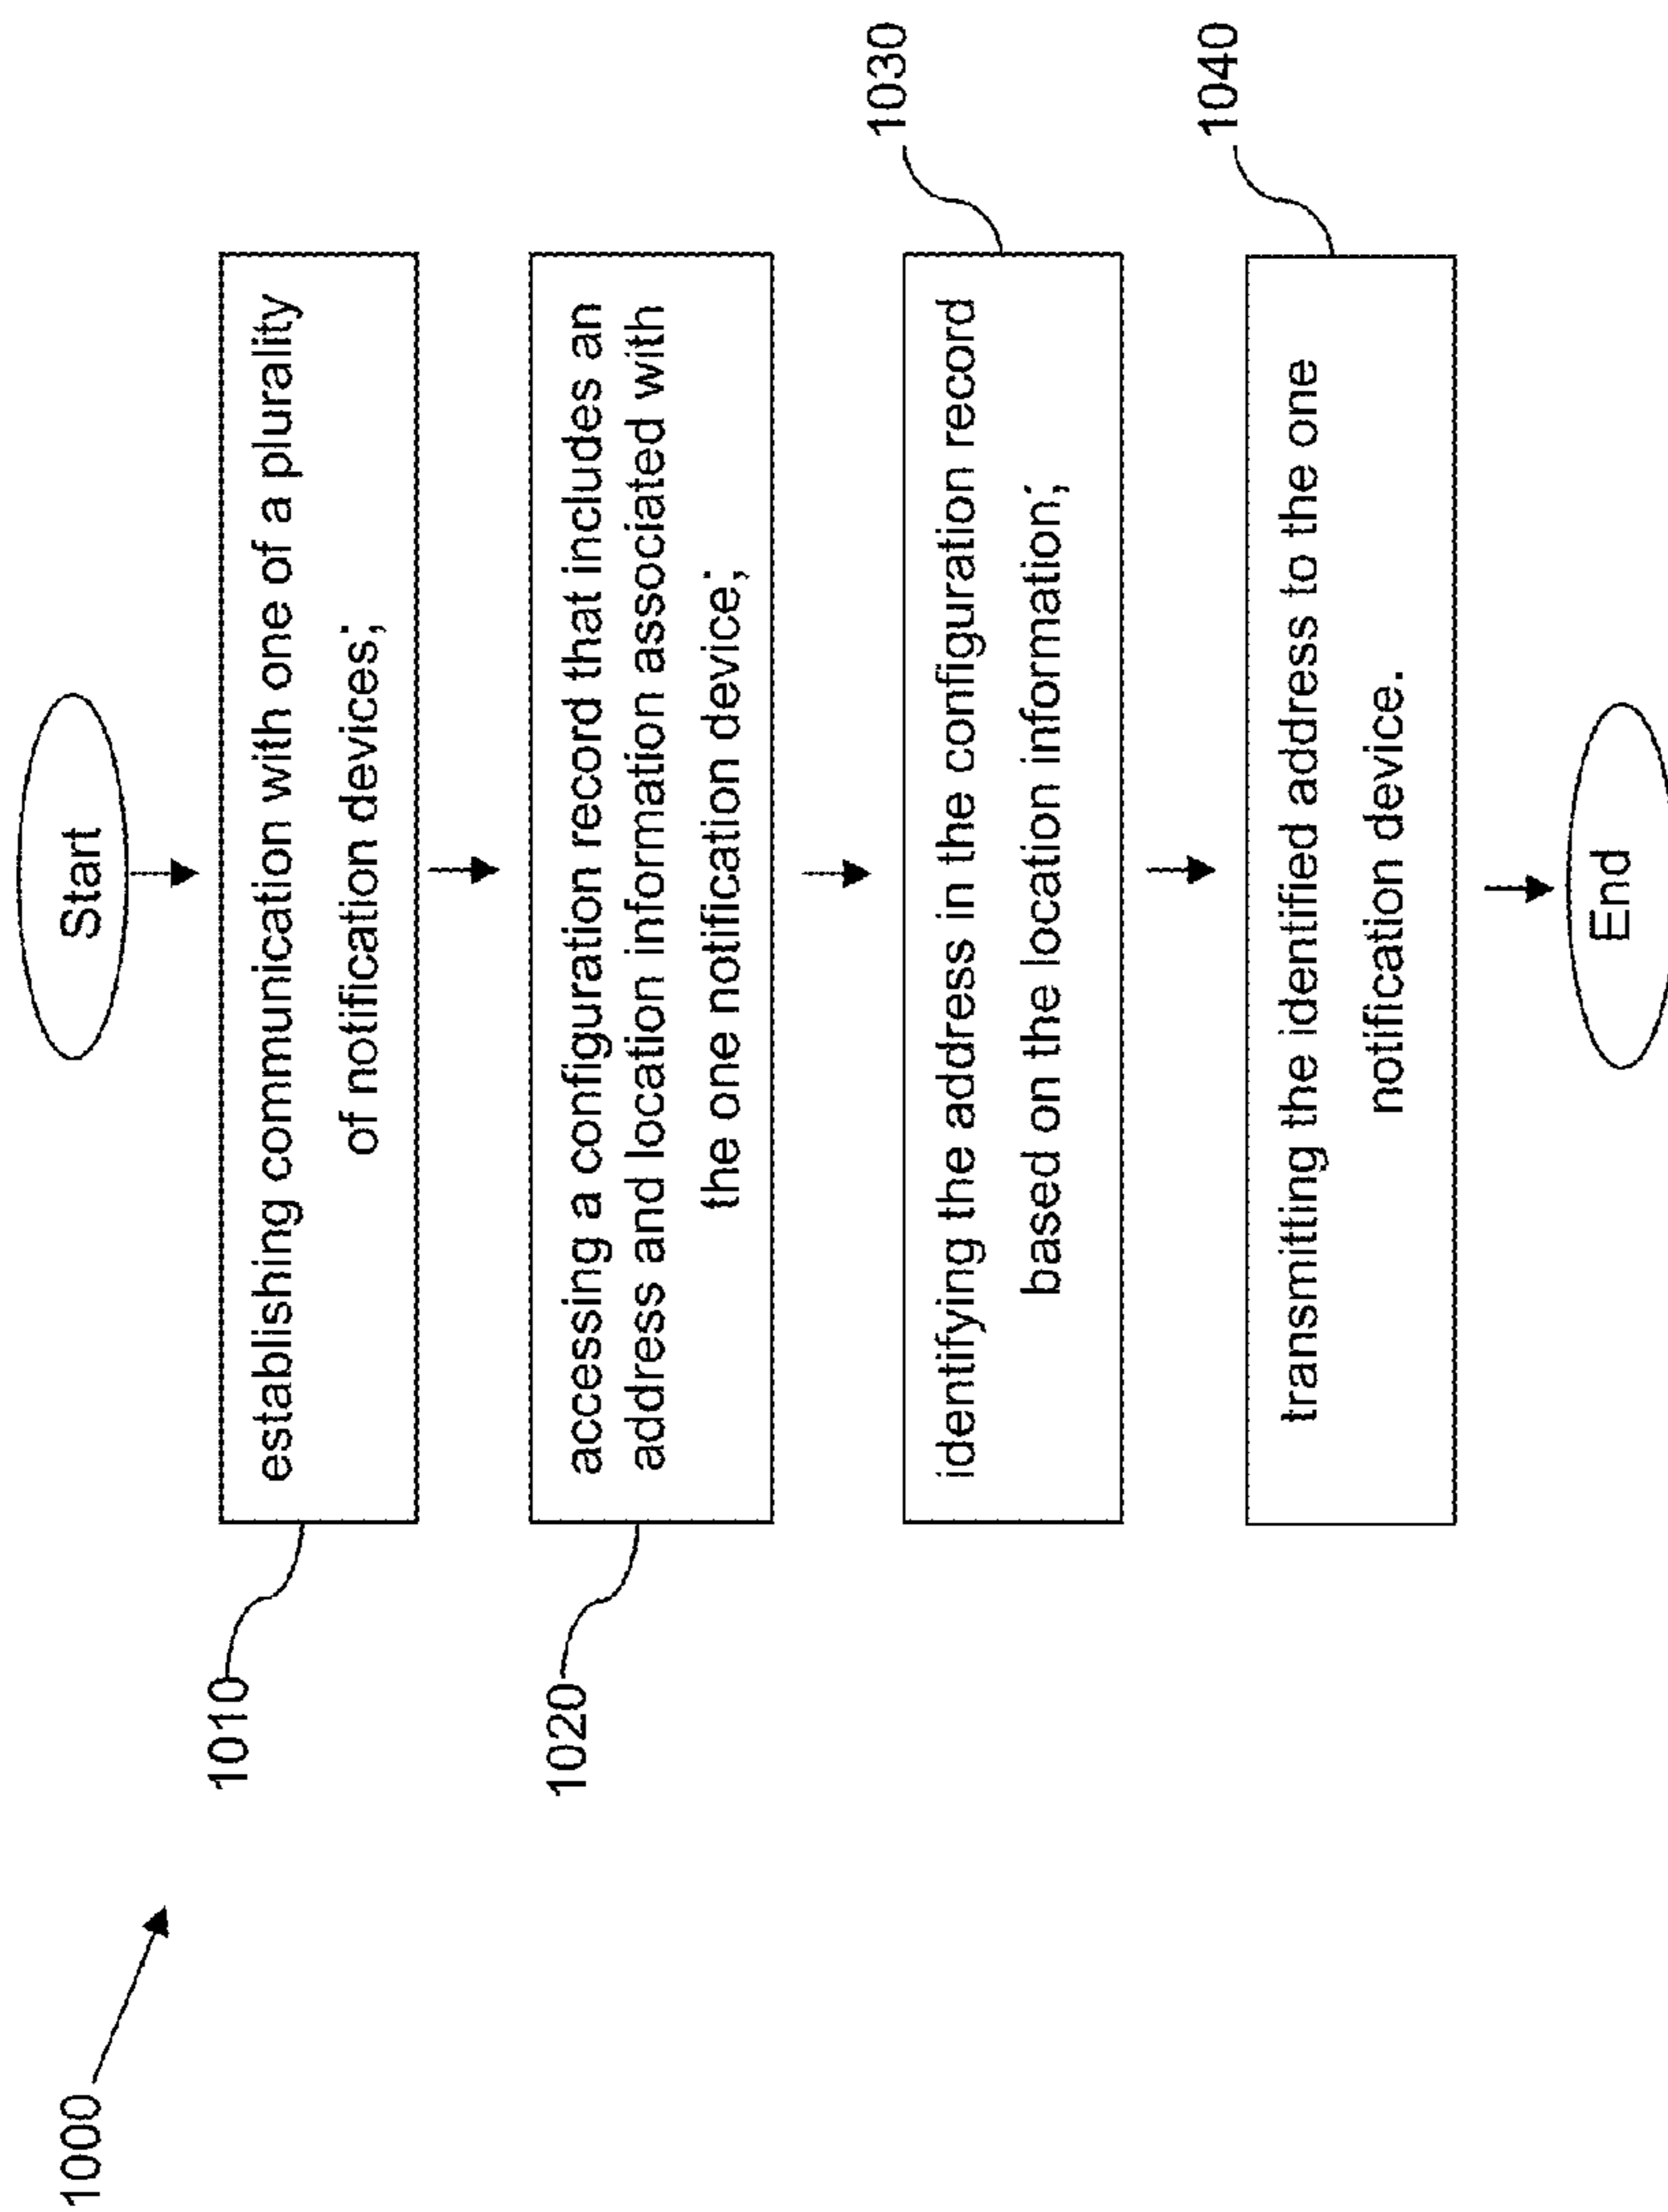 1000
Start
1010
establishing communication with one of a plurality
of notification devices;
1020
accessing a configuration record that includes an
address and location information associated with
the one notification device;
identifying the address in the configuration record
based on the location information;
1030
transmitting the identified address to the one
notification device.
1040
End